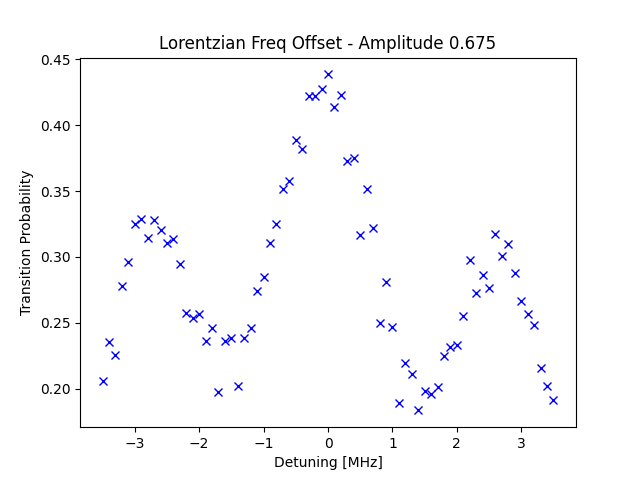 Lorentzian Freq Offset - Amplitude 0.675
0.45
0.40
0.35
0.30
0.25
0.20
Transition Probability
−3 −2 −1 0 1 2 3
Detuning [MHz]